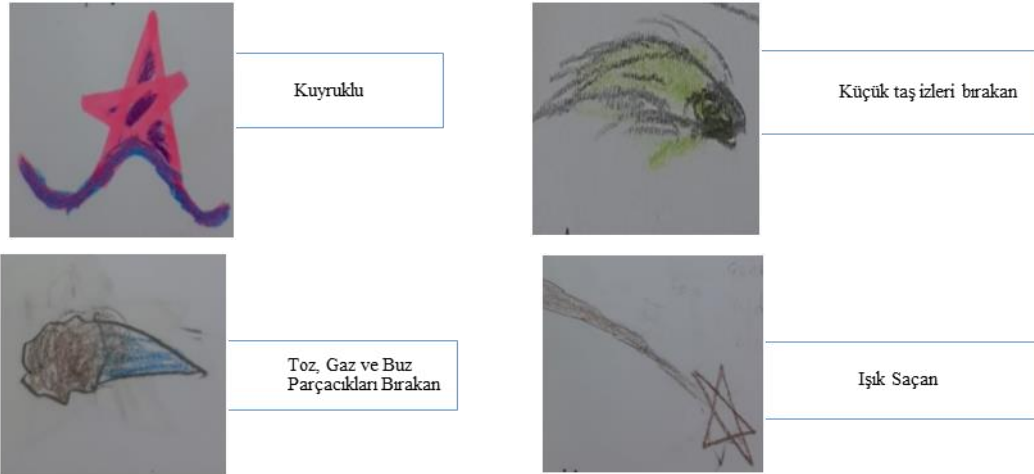 Kuyruklu
Küçük taş izleri bırakan
Toz, Gaz ve Buz
Parçacıkları Bırakan
Işık Saçan